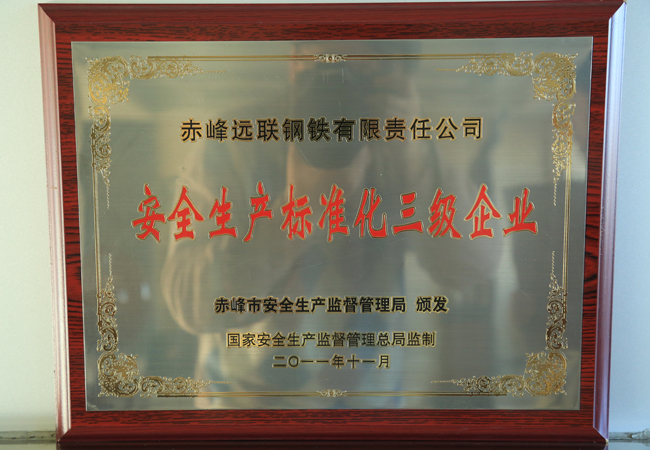 赤峰远联钢铁有限责任公司
安全生产标准化三级企业
赤峰市安全生产监督管理局 颁发
国家安全生产监督管理总局监制
二〇一一年十一月